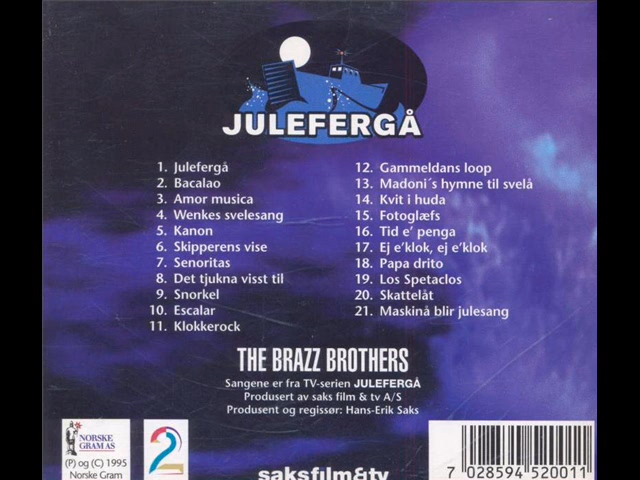 JULEFERGÅ
1. Julefergå
2. Bacalao
3. Amor musica
4. Wenkes svelesang
5. Kanon
6. Skipperens vise
7. Senoritas
8. Det tjukna visst til
9. Snorkel
10. Escalar
11. Klokkerock
12. Gammeldans loop
13. Madoni´s hymne til svelå
14. Kvit i huda
15. Fotoglæfs
16. Tid e' penga
17. Ej e'klok, ej e'klok
18. Papa drito
19. Los Spetaclos
20. Skattelåt
21. Maskinå blir julesang
THE BRAZZ BROTHERS
Sangene er fra TV-serien JULEFERGÅ
Produsert av saks film & tv A/S
Produsent og regissør: Hans-Erik Saks
NORSKE
GRAM AS
(P) og (C) 1995
Norske Gram
2
saksfilm&tv
7 028594 520011